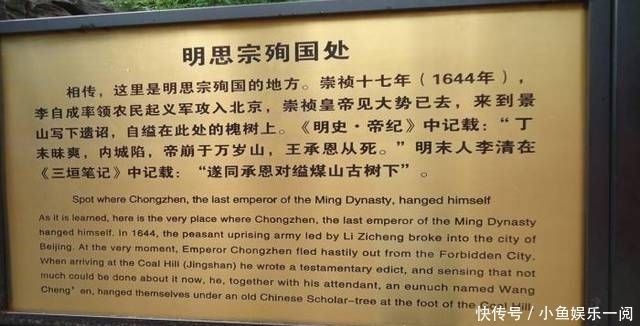 明思宗殉国处
相传，这里是明思宗殉国的地方。崇祯十七年（1644年），
李自成率领农民起义军攻入北京，崇祯皇帝见大势已去，来到景
山写下遗诏，自缢在此处的槐树上。《明史·帝纪》中记载：“丁
未昧爽，内城陷，帝崩于万岁山，王承恩从死。”明末人李清在
《三垣笔记》中记载：“遂同承恩对缢煤山古树下”。
Spot where Chongzhen, the last emperor of the Ming Dynasty, hanged himself
As it is learned, here is the very place where Chongzhen, the last emperor of the Ming Dynasty
hanged himself. In 1644, the peasant uprising army led by Li Zicheng broke into the city of
Beijing. At the very moment, Emperor Chongzhen fled hastily out from the Forbidden City.
When arriving at the Coal Hill (Jingshan) he wrote a testamentary edict, and sensing that not
much could be done about it now, he, together with his attendant, an eunuch named Wang
Cheng’en, hanged themselves under an old Chinese Scholar-tree at the foot of the Coal Hill
快传号／小鱼娱乐一阅